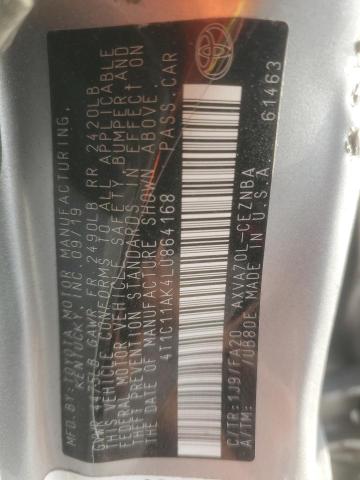 MFD. BY: TOYOTA MOTOR MANUFACTURING,
KENTUCKY, INC. 09/19
GVWR 4475LB GAWR FR 2490LB RR 2420LB
THIS VEHICLE CONFORMS TO ALL APPLICABLE
FEDERAL MOTOR VEHICLE SAFETY, BUMPER, AND
THEFT PREVENTION STANDARDS IN EFFECT ON
THE DATE OF MANUFACTURE SHOWN ABOVE.
4T1C11AK4LU864168 PASS. CAR
C/TR: 1J9/FA20 AXVA70L-CEZNBA
A/TM: /UB80E MADE IN U.S.A
61463
TOYOTA